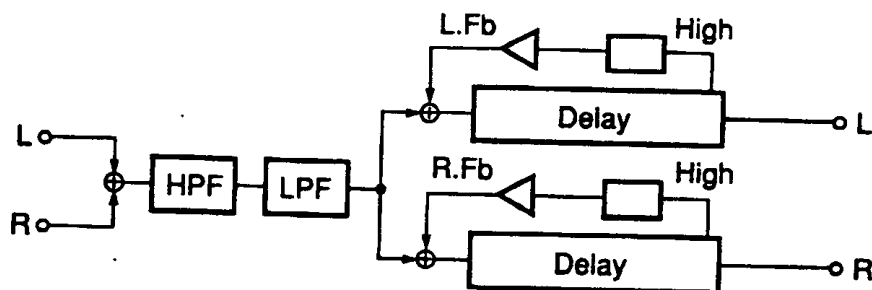 L.Fb
High
Delay
L
L
HPF
LPF
R
R.Fb
High
Delay
R